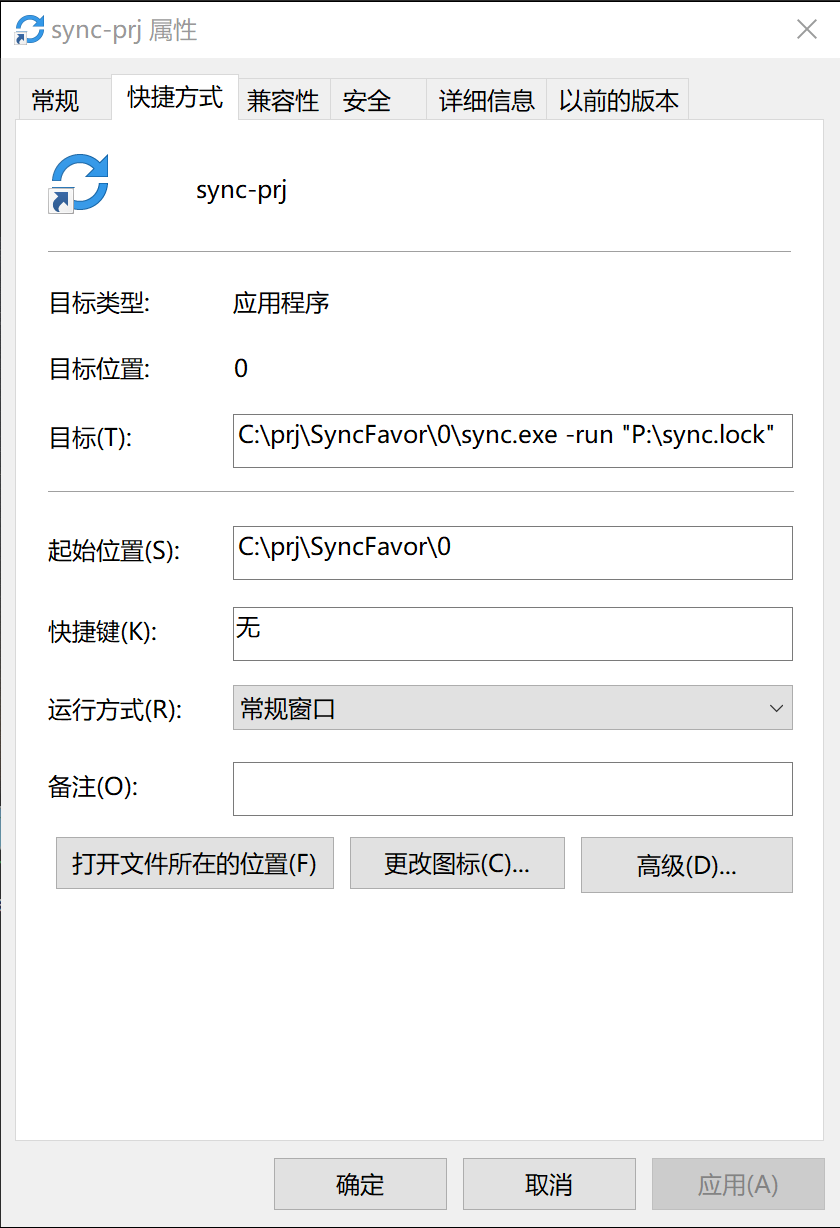 sync-prj 属性
常规 快捷方式 兼容性 安全 详细信息 以前的版本
sync-prj
目标类型: 应用程序
目标位置: 0
目标(T): C:\prj\SyncFavor\0\sync.exe -run "P:\sync.lock"
起始位置(S): C:\prj\SyncFavor\0
快捷键(K): 无
运行方式(R): 常规窗口
备注(O):
打开文件所在的位置(F) 更改图标(C)... 高级(D)...
确定 取消 应用(A)